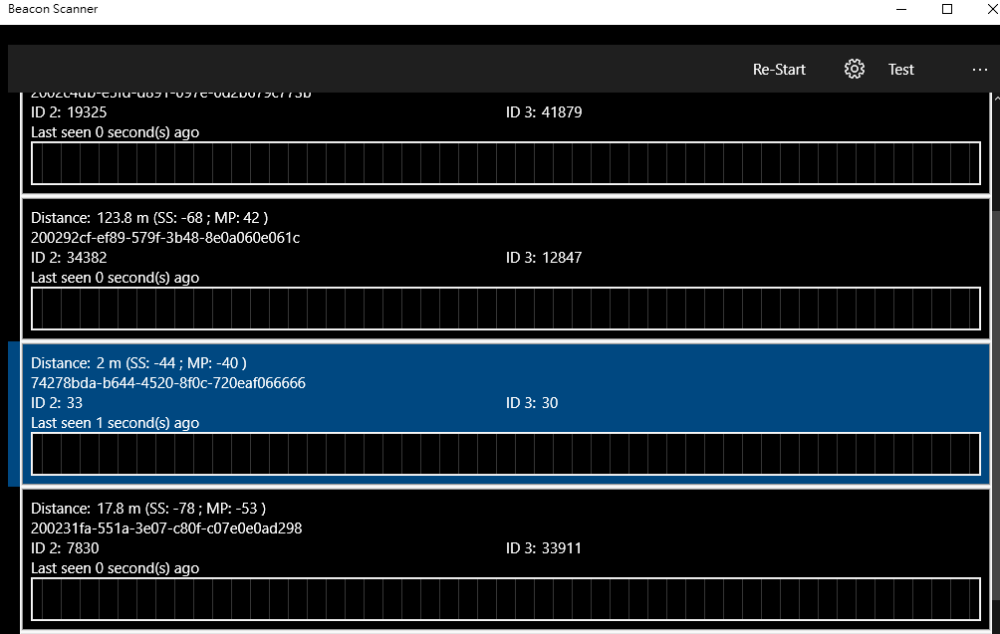 Beacon Scanner
Re-Start Test
ID 2: 19325 ID 3: 41879
Last seen 0 second(s) ago
Distance: 123.8 m (SS: -68 ; MP: 42 )
200292cf-ef89-579f-3b48-8e0a060e061c
ID 2: 34382 ID 3: 12847
Last seen 0 second(s) ago
Distance: 2 m (SS: -44 ; MP: -40 )
74278bda-b644-4520-8f0c-720eaf066666
ID 2: 33 ID 3: 30
Last seen 1 second(s) ago
Distance: 17.8 m (SS: -78 ; MP: -53 )
200231fa-551a-3e07-c80f-c07e0e0ad298
ID 2: 7830 ID 3: 33911
Last seen 0 second(s) ago